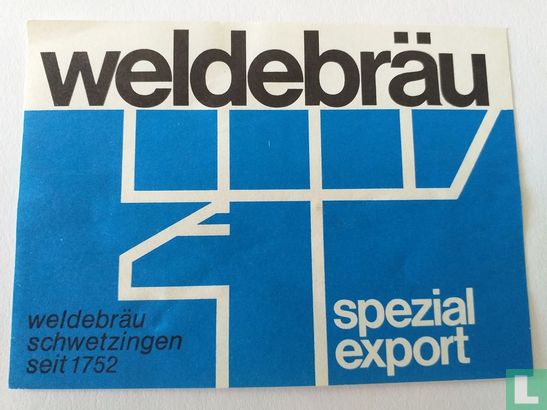 weldebräu
weldebräu
schwetzingen
seit 1752
spezial
export
L